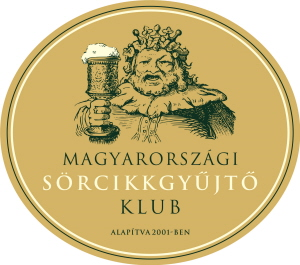 MAGYARORSZÁGI
SÖRCIKKGYŰJTŐ
KLUB
ALAPÍTVA 2001-BEN